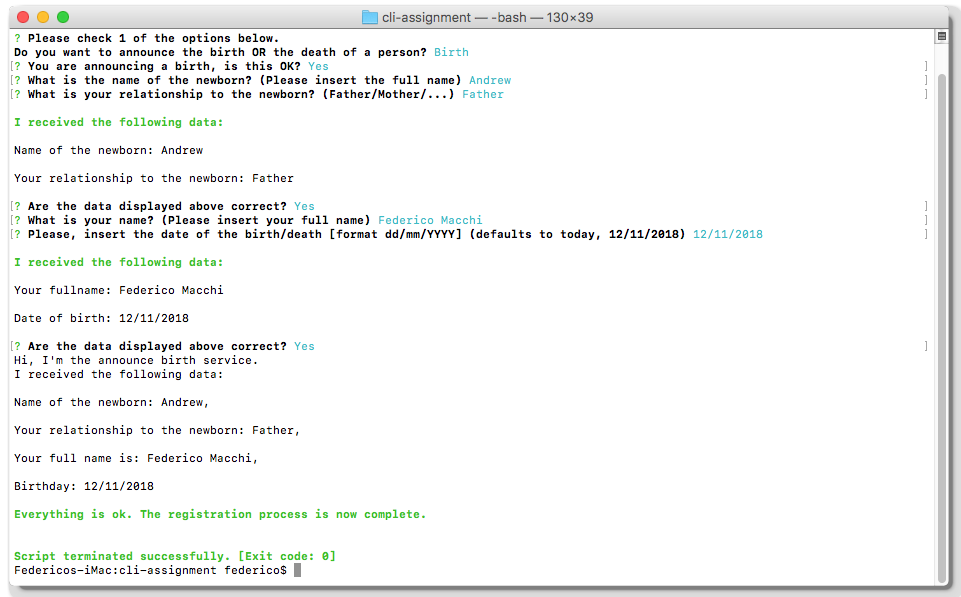 cli-assignment — -bash — 130×39
? Please check 1 of the options below.
Do you want to announce the birth OR the death of a person? Birth
[? You are announcing a birth, is this OK? Yes ]
[? What is the name of the newborn? (Please insert the full name) Andrew ]
[? What is your relationship to the newborn? (Father/Mother/...) Father ]
I received the following data:
Name of the newborn: Andrew
Your relationship to the newborn: Father
[? Are the data displayed above correct? Yes ]
[? What is your name? (Please insert your full name) Federico Macchi ]
[? Please, insert the date of the birth/death [format dd/mm/YYYY] (defaults to today, 12/11/2018) 12/11/2018 ]
I received the following data:
Your fullname: Federico Macchi
Date of birth: 12/11/2018
[? Are the data displayed above correct? Yes ]
Hi, I'm the announce birth service.
I received the following data:
Name of the newborn: Andrew,
Your relationship to the newborn: Father,
Your full name is: Federico Macchi,
Birthday: 12/11/2018
Everything is ok. The registration process is now complete.
Script terminated successfully. [Exit code: 0]
Federicos-iMac:cli-assignment federico$